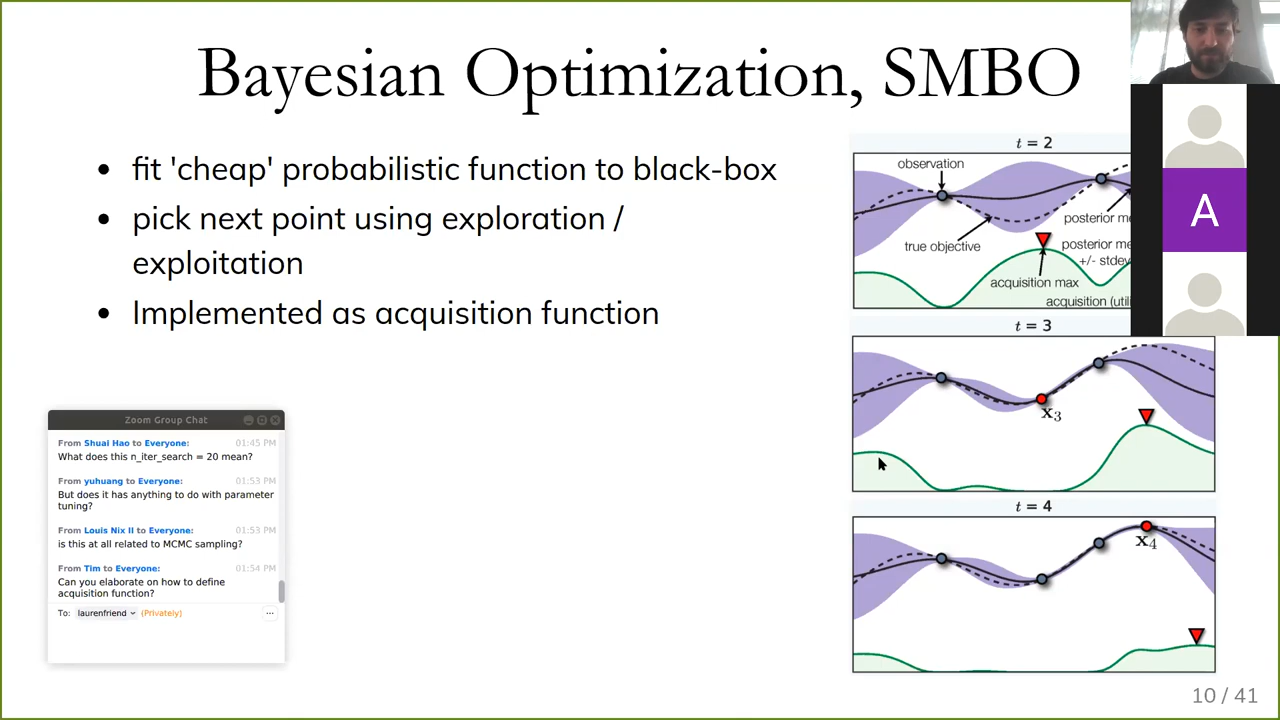 Bayesian Optimization, SMBO
• fit 'cheap' probabilistic function to black-box
• pick next point using exploration /
exploitation
• Implemented as acquisition function
t = 2
observation
true objective
posterior
posterior
+/- stdev
acquisition max
acquisition
A
t = 3
x3
t = 4
x4
Zoom Group Chat
From Shuai Hao to Everyone: 01:45 PM
What does this n_iter_search = 20 mean?
From yuhuang to Everyone: 01:53 PM
But does it has anything to do with parameter
tuning?
From Louis Nix II to Everyone: 01:53 PM
is this at all related to MCMC sampling?
From Tim to Everyone: 01:54 PM
Can you elaborate on how to define
acquisition function?
To: laurenfriend (Privately) ...
10 / 41